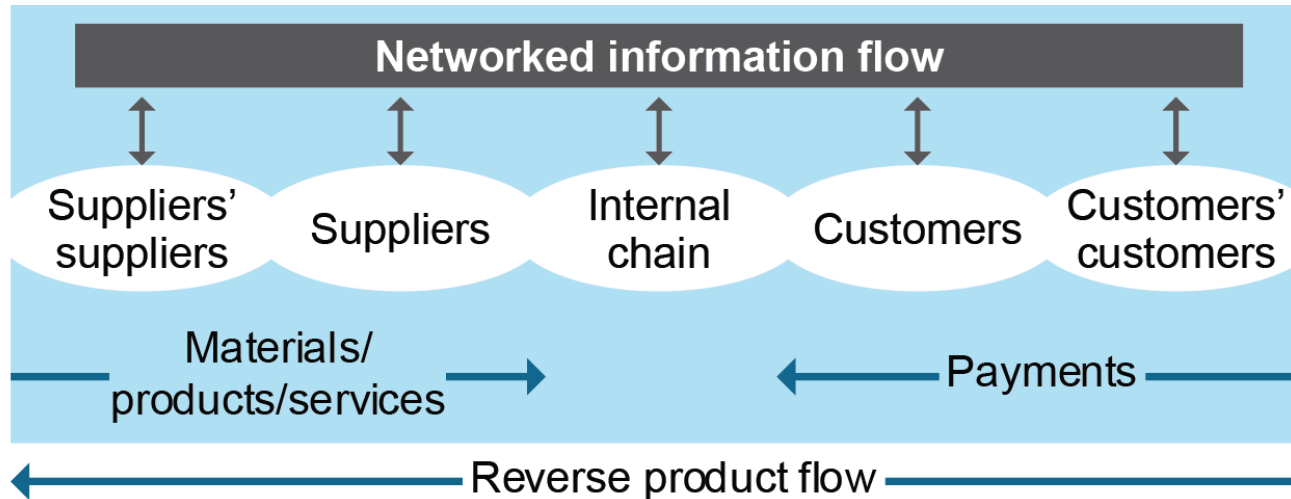 Networked information flow
Suppliers’
suppliers
Suppliers
Internal
chain
Customers
Customers’
customers
Materials/
products/services
Payments
Reverse product flow